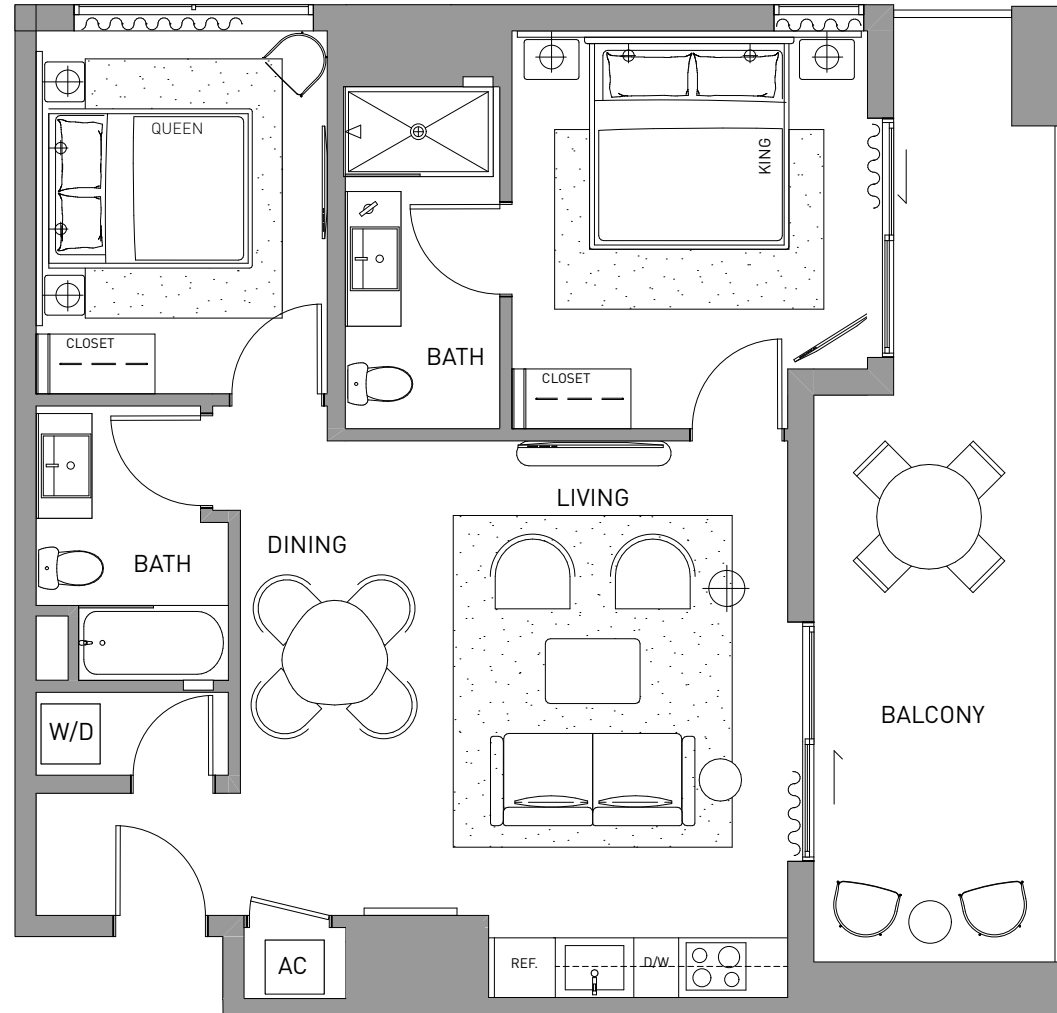 QUEEN
KING
CLOSET
BATH
CLOSET
LIVING
DINING
BATH
BALCONY
W/D
REF.
D/W
AC